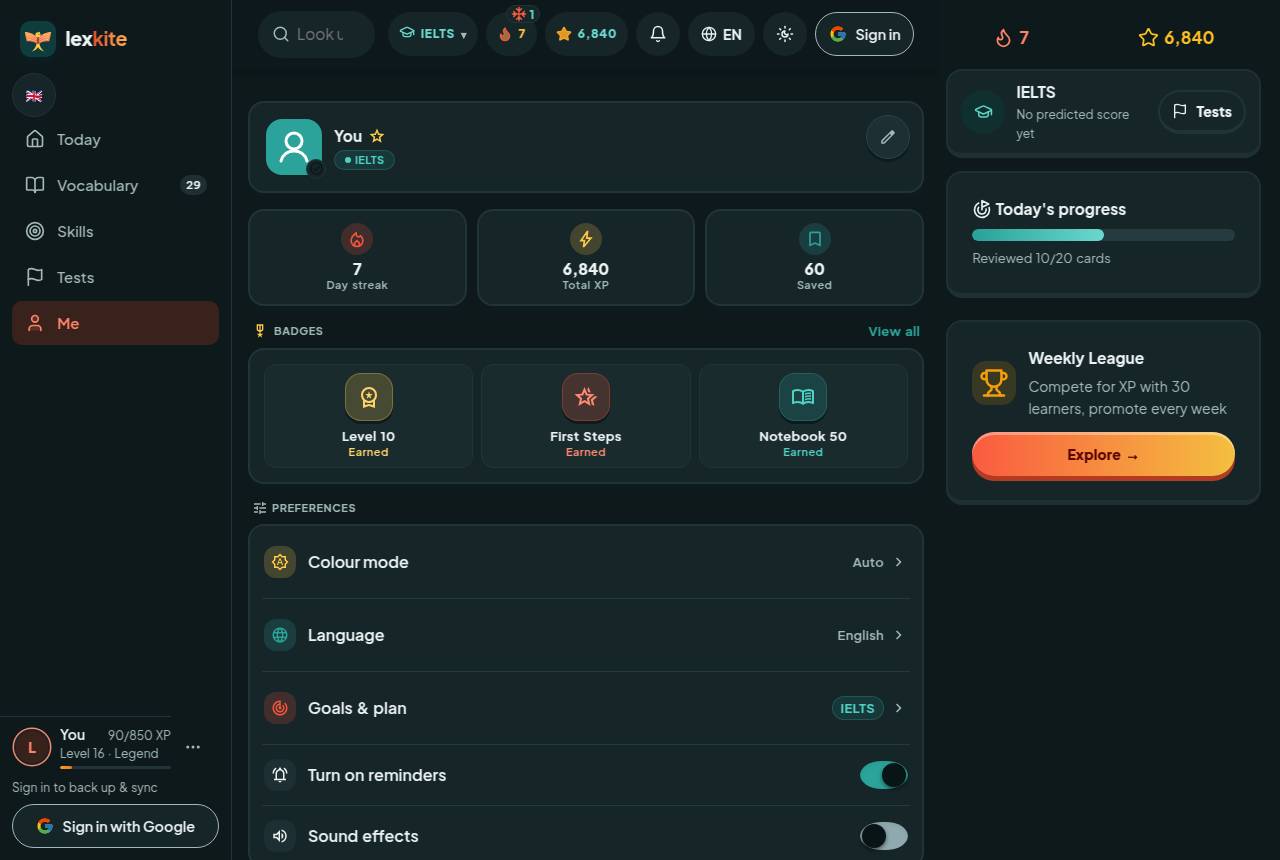 lexkite
Today
Vocabulary 29
Skills
Tests
Me
L You 90/850 XP
Level 16 · Legend
Sign in to back up & sync
Sign in with Google
IELTS ▾
1
7
6,840
EN
Sign in
You
IELTS
7
Day streak
6,840
Total XP
60
Saved
BADGES View all
Level 10
Earned
First Steps
Earned
Notebook 50
Earned
PREFERENCES
Colour mode Auto
Language English
Goals & plan IELTS
Turn on reminders
Sound effects
7 6,840
IELTS
No predicted score
yet
Tests
Today's progress
Reviewed 10/20 cards
Weekly League
Compete for XP with 30
learners, promote every week
Explore →